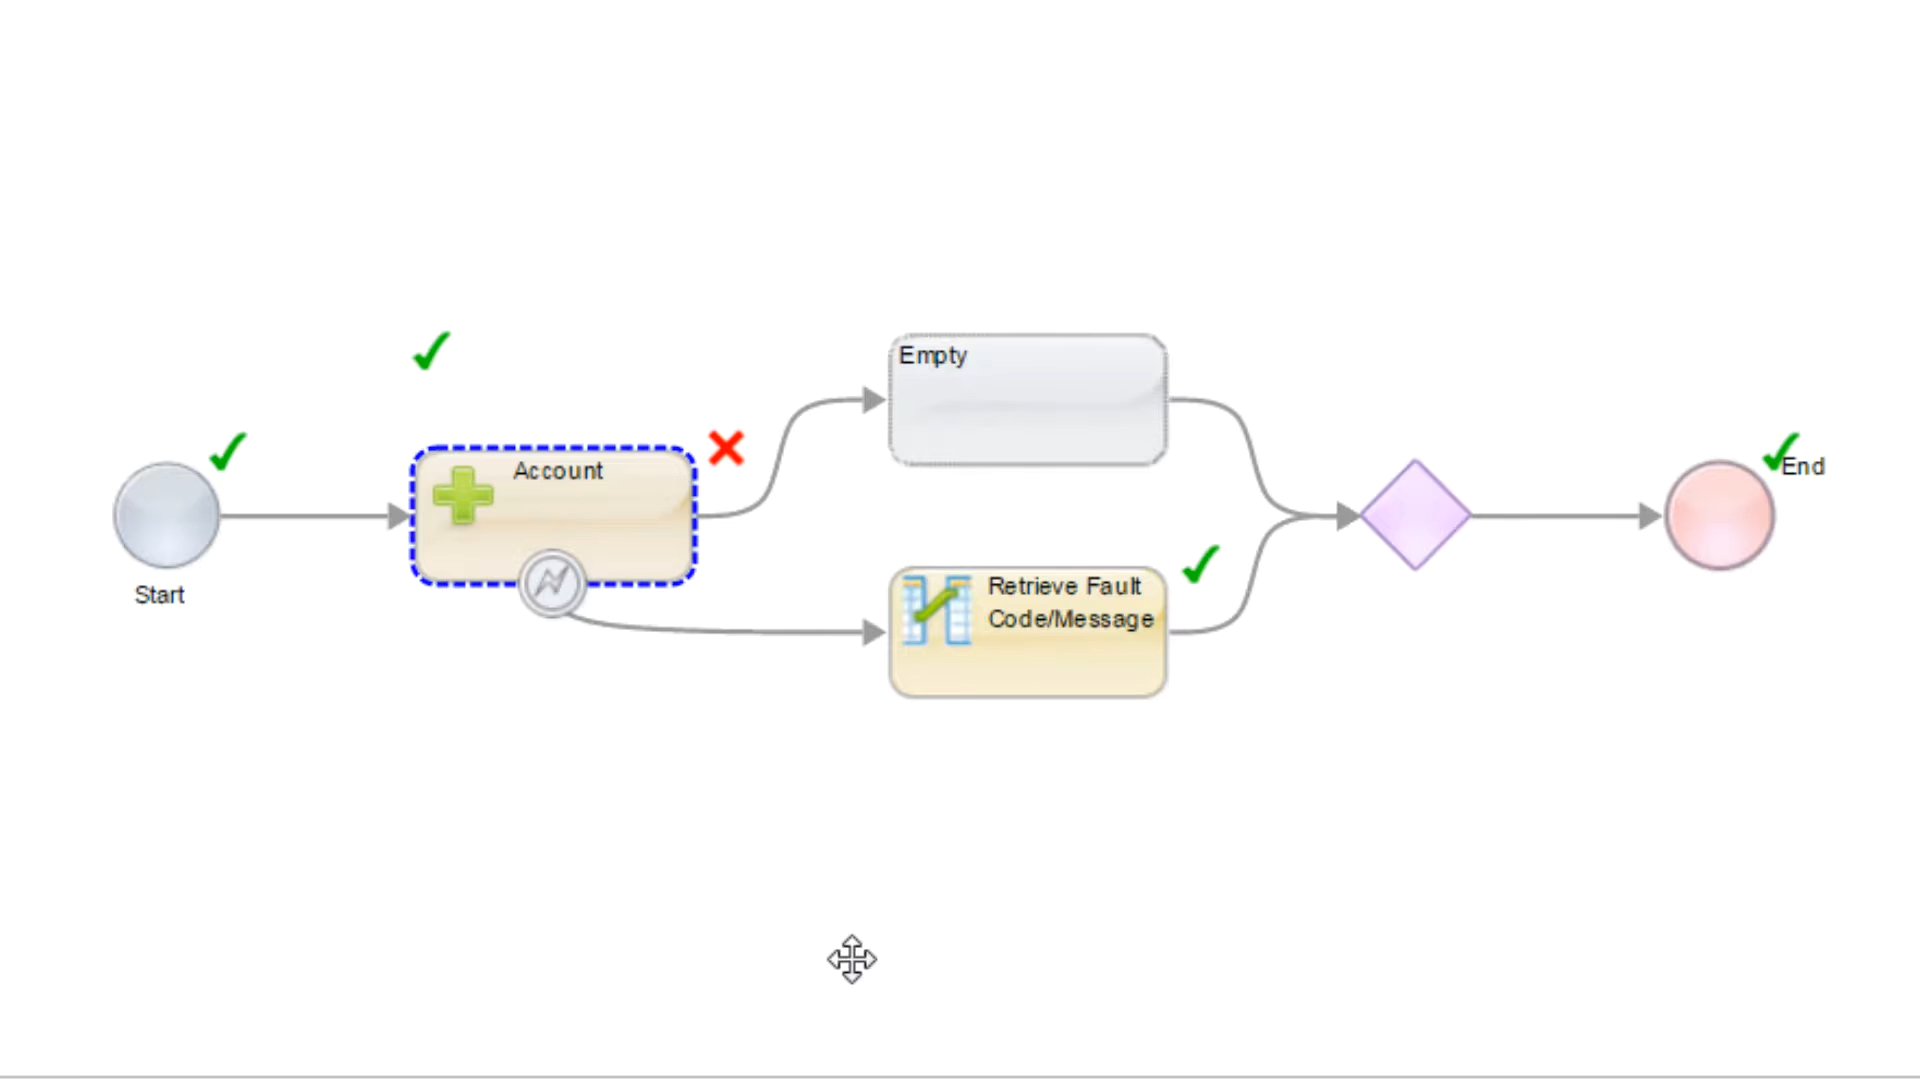 Start
Account
Empty
Retrieve Fault
Code/Message
End